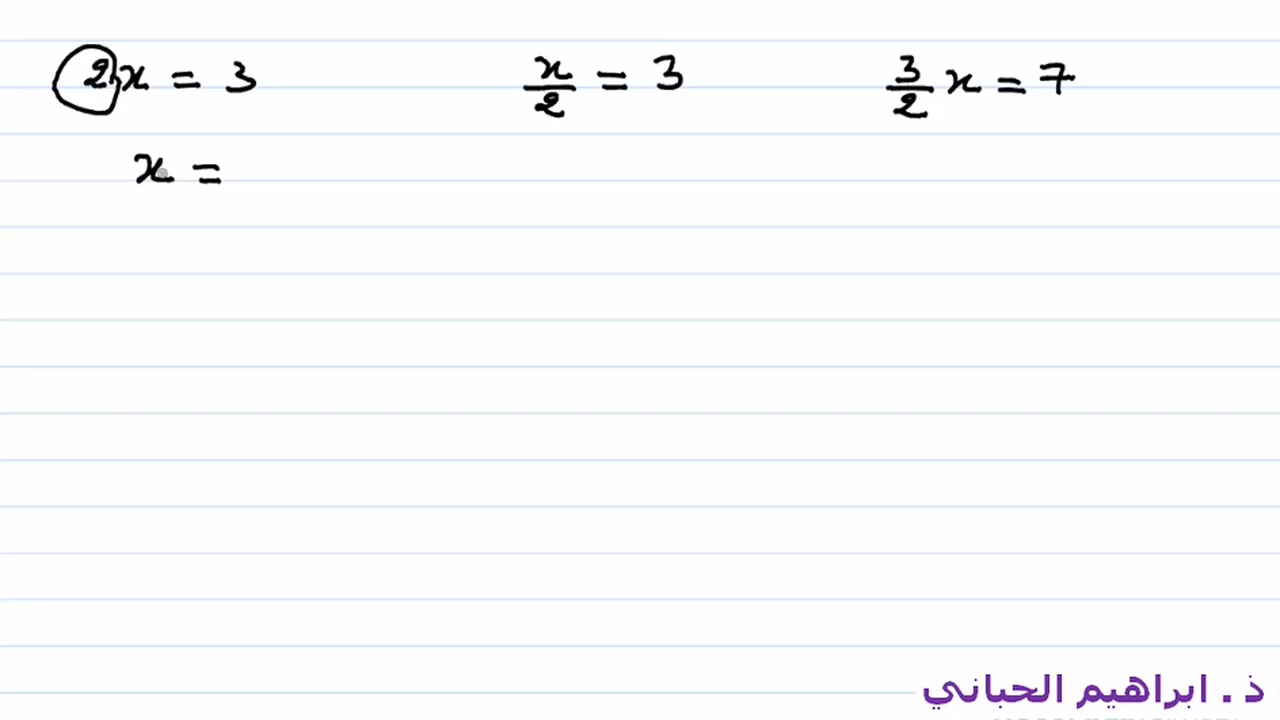 2x = 3
x/2 = 3
3/2 x = 7
x =
ذ . ابراهيم الحباني